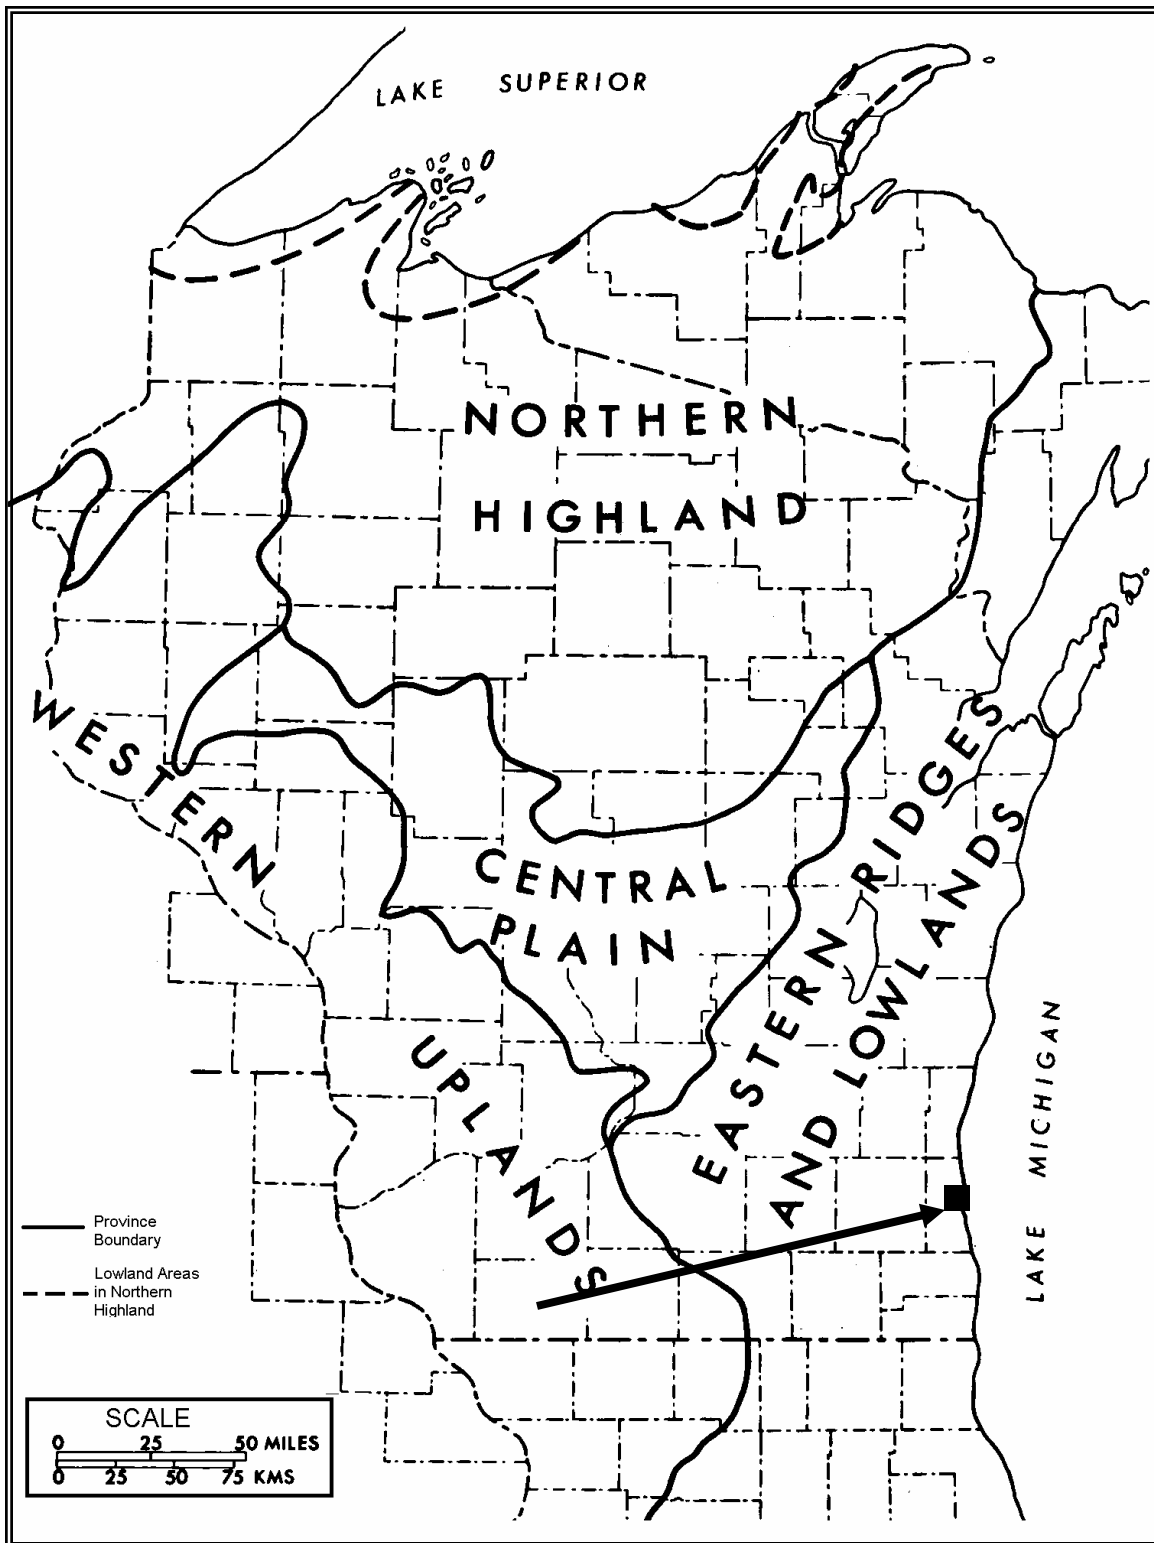 LAKE SUPERIOR
NORTHERN
HIGHLAND
WESTERN
UPLANDS
CENTRAL
PLAIN
EASTERN RIDGES
AND LOWLANDS
LAKE MICHIGAN
Province
Boundary
Lowland Areas
in Northern
Highland
SCALE
0 25 50 MILES
0 25 50 75 KMS